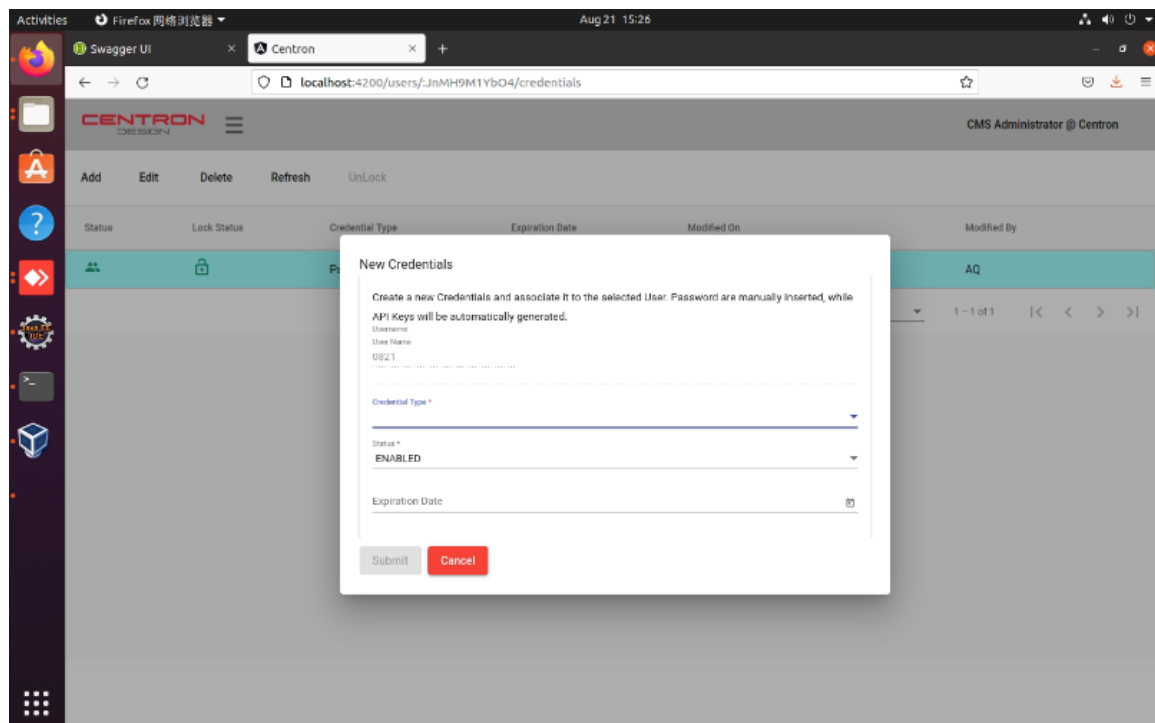 Activities Firefox 网络浏览器 Aug 21 15:26
Swagger UI × Centron × +
localhost:4200/users/:JnMH9M1YbO4/credentials
CENTRON
DESIGN
CMS Administrator @ Centron
Add Edit Delete Refresh UnLock
Status Lock Status Credential Type Expiration Date Modified On Modified By
AQ
1 – 1 of 1
New Credentials
Create a new Credentials and associate it to the selected User. Password are manually inserted, while
API Keys will be automatically generated.
Username
User Name
0821
Credential Type *
Status *
ENABLED
Expiration Date
Submit Cancel